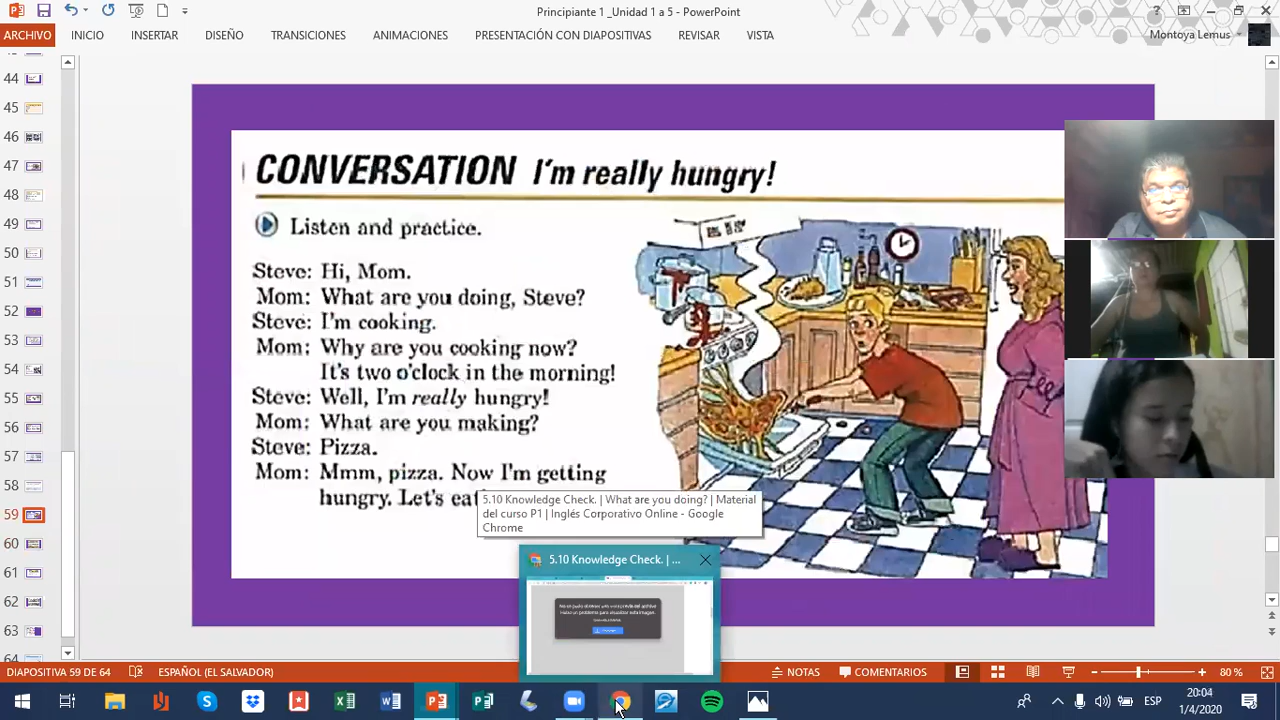 Principiante 1 _Unidad 1 a 5 - PowerPoint
ARCHIVO INICIO INSERTAR DISEÑO TRANSICIONES ANIMACIONES PRESENTACIÓN CON DIAPOSITIVAS REVISAR VISTA Montoya Lemus
44
45
46
47
48
49
50
51
52
53
54
55
56
57
58
59
60
61
62
63
64
CONVERSATION I'm really hungry!
Listen and practice.
Steve: Hi, Mom.
Mom: What are you doing, Steve?
Steve: I'm cooking.
Mom: Why are you cooking now?
It's two o'clock in the morning!
Steve: Well, I'm really hungry!
Mom: What are you making?
Steve: Pizza.
Mom: Mmm, pizza. Now I'm getting
hungry. Let's eat
5.10 Knowledge Check. | What are you doing? | Material
del curso P1 | Inglés Corporativo Online - Google
Chrome
5.10 Knowledge Check. | ...
DIAPOSITIVA 59 DE 64 ESPAÑOL (EL SALVADOR) NOTAS COMENTARIOS 80 %
ESP 20:04
1/4/2020